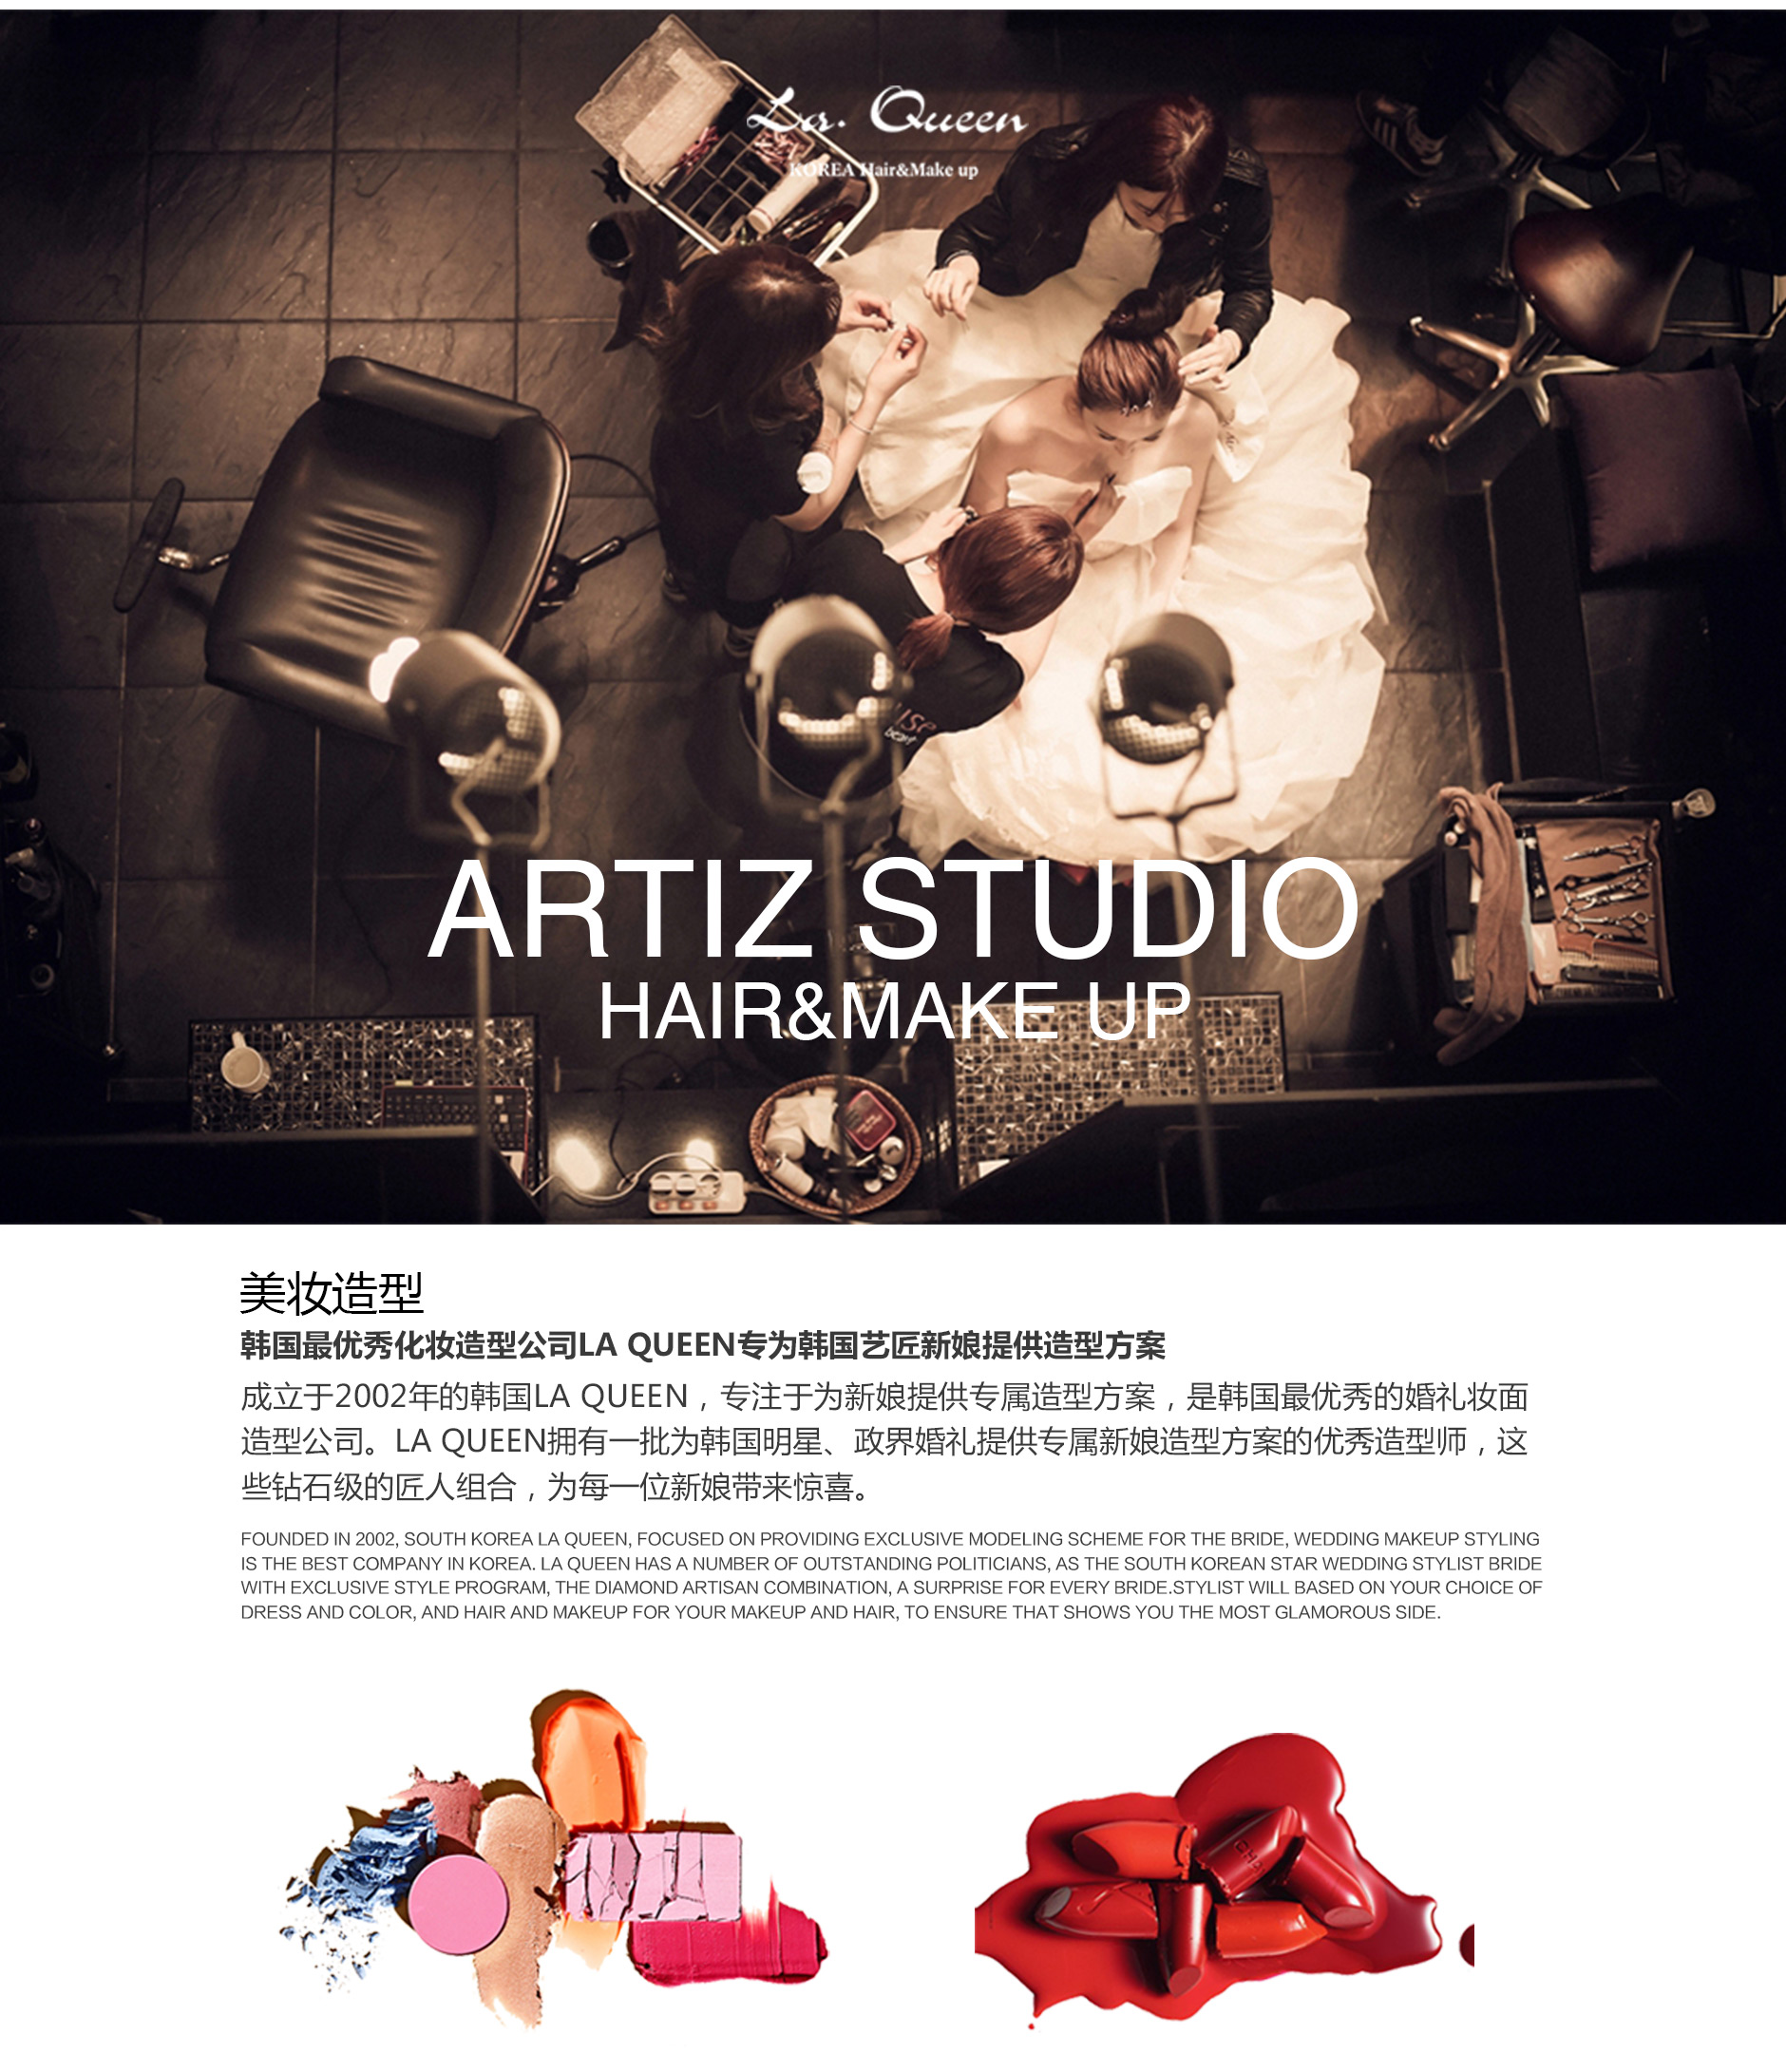 La. Queen
KOREA Hair&Make up
use
beauty
ARTIZ STUDIO
HAIR&MAKE UP
美妆造型
韩国最优秀化妆造型公司LA QUEEN专为韩国艺匠新娘提供造型方案
成立于2002年的韩国LA QUEEN，专注于为新娘提供专属造型方案，是韩国最优秀的婚礼妆面
造型公司。LA QUEEN拥有一批为韩国明星、政界婚礼提供专属新娘造型方案的优秀造型师，这
些钻石级的匠人组合，为每一位新娘带来惊喜。
FOUNDED IN 2002, SOUTH KOREA LA QUEEN, FOCUSED ON PROVIDING EXCLUSIVE MODELING SCHEME FOR THE BRIDE, WEDDING MAKEUP STYLING
IS THE BEST COMPANY IN KOREA. LA QUEEN HAS A NUMBER OF OUTSTANDING POLITICIANS, AS THE SOUTH KOREAN STAR WEDDING STYLIST BRIDE
WITH EXCLUSIVE STYLE PROGRAM, THE DIAMOND ARTISAN COMBINATION, A SURPRISE FOR EVERY BRIDE.STYLIST WILL BASED ON YOUR CHOICE OF
DRESS AND COLOR, AND HAIR AND MAKEUP FOR YOUR MAKEUP AND HAIR, TO ENSURE THAT SHOWS YOU THE MOST GLAMOROUS SIDE.